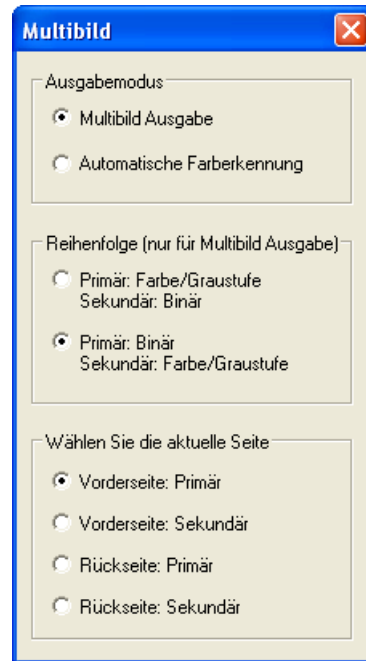 Multibild
Ausgabemodus
Multibild Ausgabe
Automatische Farberkennung
Reihenfolge (nur für Multibild Ausgabe)
Primär: Farbe/Graustufe
Sekundär: Binär
Primär: Binär
Sekundär: Farbe/Graustufe
Wählen Sie die aktuelle Seite
Vorderseite: Primär
Vorderseite: Sekundär
Rückseite: Primär
Rückseite: Sekundär